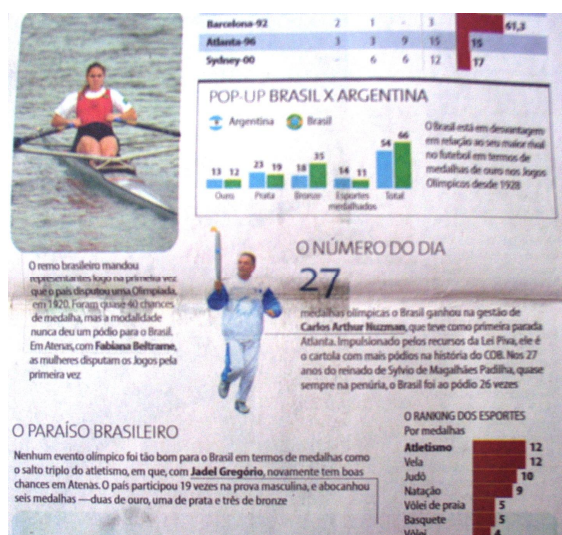 Barcelona-92 2 1 - 3 61,3
Atlanta-96 3 3 9 15 15
Sydney-00 - 6 6 12 17
POP-UP BRASIL X ARGENTINA
Argentina Brasil
O Brasil está em desvantagem
em relação ao seu maior rival
no futebol em termos de
medalhas de ouro nos Jogos
Olímpicos desde 1928
13 12 23 19 18 35 14 11 54 66
Ouro Prata Bronze Esportes Total
medalhados
O remo brasileiro mandou
representantes logo na primeira vez
que o país disputou uma Olimpíada,
em 1920. Foram quase 40 chances
de medalha, mas a modalidade
nunca deu um pódio para o Brasil.
Em Atenas, com Fabiana Beltrame,
as mulheres disputam os Jogos pela
primeira vez
O NÚMERO DO DIA
27
medalhas olímpicas o Brasil ganhou na gestão de
Carlos Arthur Nuzman, que teve como primeira parada
Atlanta. Impulsionado pelos recursos da Lei Piva, ele é
o cartola com mais pódios na história do COB. Nos 27
anos do reinado de Sylvio de Magalhães Padilha, quase
sempre na penúria, o Brasil foi ao pódio 26 vezes
O PARAÍSO BRASILEIRO
Nenhum evento olímpico foi tão bom para o Brasil em termos de medalhas como
o salto triplo do atletismo, em que, com Jadel Gregório, novamente tem boas
chances em Atenas. O país participou 19 vezes na prova masculina, e abocanhou
seis medalhas —duas de ouro, uma de prata e três de bronze
O RANKING DOS ESPORTES
Por medalhas
Atletismo 12
Vela 12
Judô 10
Natação 9
Vôlei de praia 5
Basquete 5
Vôlei 4